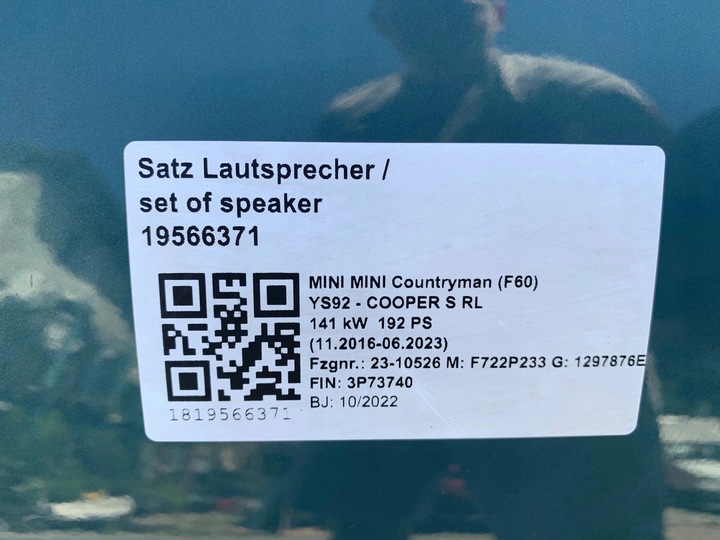 Satz Lautsprecher /
set of speaker
19566371
MINI MINI Countryman (F60)
YS92 - COOPER S RL
141 kW 192 PS
(11.2016-06.2023)
Fzgnr.: 23-10526 M: F722P233 G: 1297876E
FIN: 3P73740
BJ: 10/2022
1819566371